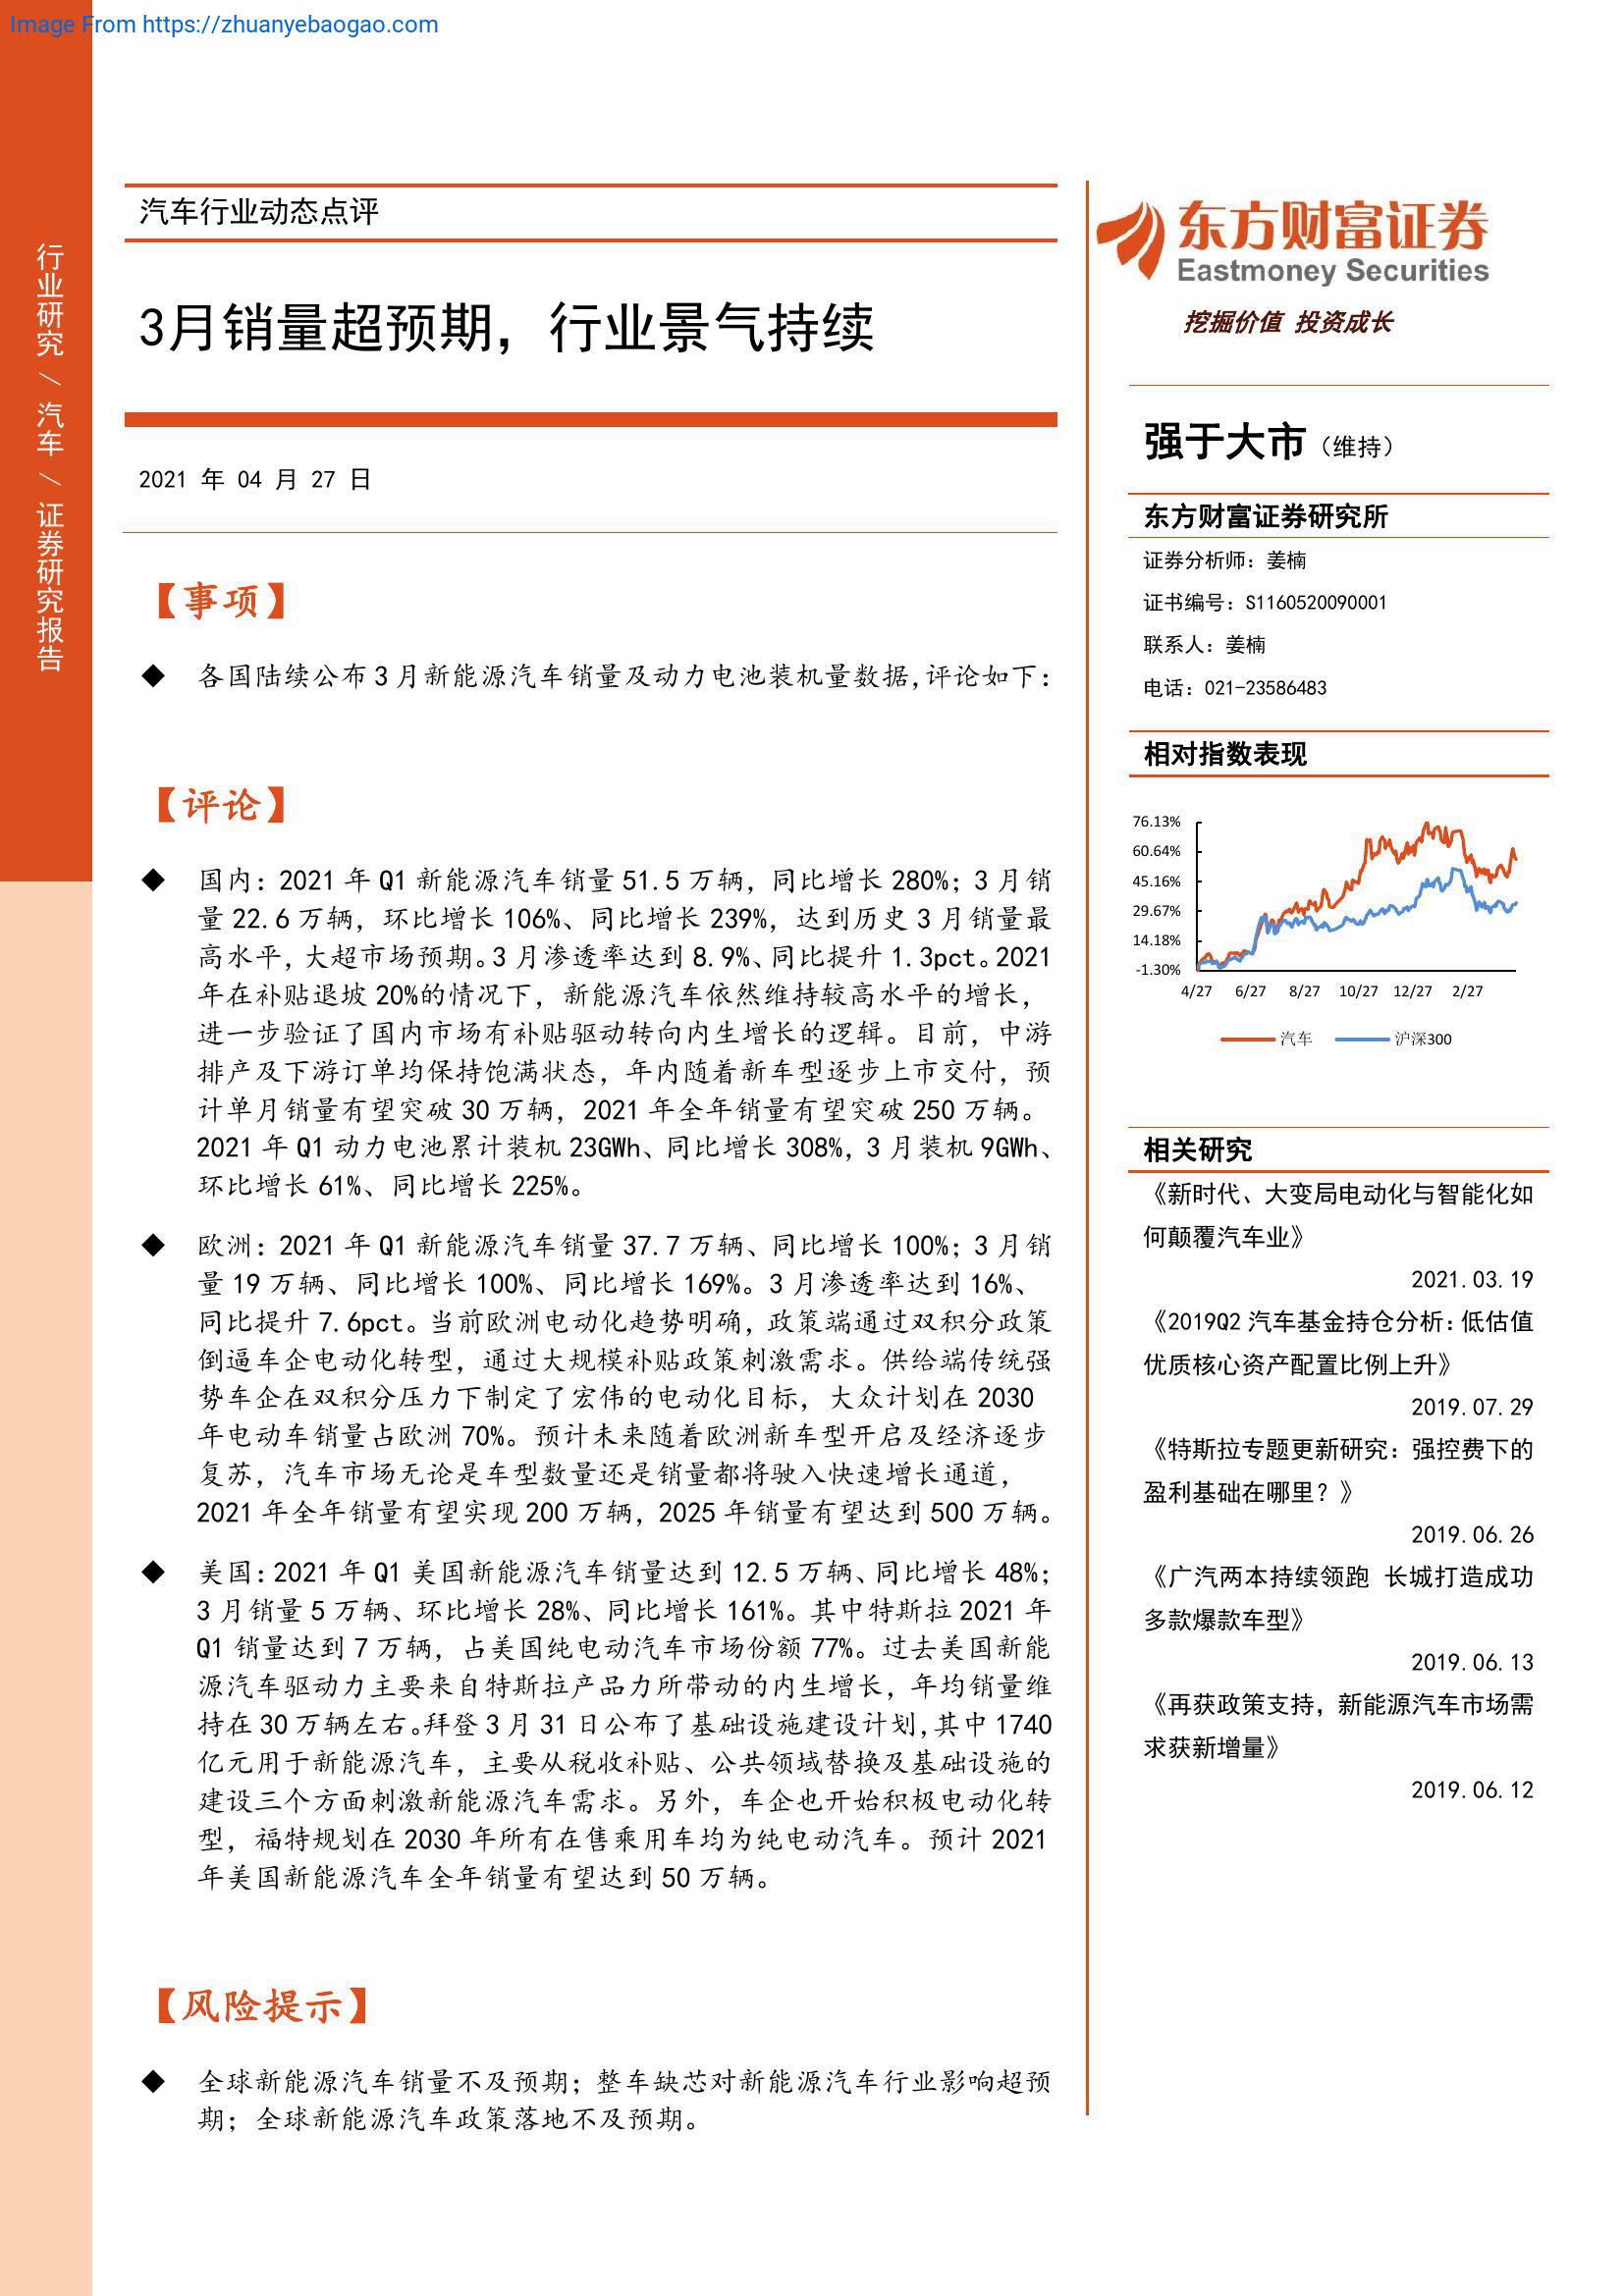 Image From https://zhuanyebaogao.com
行业研究／汽车／证券研究报告
汽车行业动态点评
3月销量超预期，行业景气持续
2021 年 04 月 27 日
【事项】
◆ 各国陆续公布 3 月新能源汽车销量及动力电池装机量数据，评论如下：
【评论】
◆ 国内：2021 年 Q1 新能源汽车销量 51.5 万辆，同比增长 280%；3 月销
量 22.6 万辆，环比增长 106%、同比增长 239%，达到历史 3 月销量最
高水平，大超市场预期。3 月渗透率达到 8.9%、同比提升 1.3pct。2021
年在补贴退坡 20%的情况下，新能源汽车依然维持较高水平的增长，
进一步验证了国内市场有补贴驱动转向内生增长的逻辑。目前，中游
排产及下游订单均保持饱满状态，年内随着新车型逐步上市交付，预
计单月销量有望突破 30 万辆，2021 年全年销量有望突破 250 万辆。
2021 年 Q1 动力电池累计装机 23GWh、同比增长 308%，3 月装机 9GWh、
环比增长 61%、同比增长 225%。
◆ 欧洲：2021 年 Q1 新能源汽车销量 37.7 万辆、同比增长 100%；3 月销
量 19 万辆、同比增长 100%、同比增长 169%。3 月渗透率达到 16%、
同比提升 7.6pct。当前欧洲电动化趋势明确，政策端通过双积分政策
倒逼车企电动化转型，通过大规模补贴政策刺激需求。供给端传统强
势车企在双积分压力下制定了宏伟的电动化目标，大众计划在 2030
年电动车销量占欧洲 70%。预计未来随着欧洲新车型开启及经济逐步
复苏，汽车市场无论是车型数量还是销量都将驶入快速增长通道，
2021 年全年销量有望实现 200 万辆，2025 年销量有望达到 500 万辆。
◆ 美国：2021 年 Q1 美国新能源汽车销量达到 12.5 万辆、同比增长 48%；
3 月销量 5 万辆、环比增长 28%、同比增长 161%。其中特斯拉 2021 年
Q1 销量达到 7 万辆，占美国纯电动汽车市场份额 77%。过去美国新能
源汽车驱动力主要来自特斯拉产品力所带动的内生增长，年均销量维
持在 30 万辆左右。拜登 3 月 31 日公布了基础设施建设计划，其中 1740
亿元用于新能源汽车，主要从税收补贴、公共领域替换及基础设施的
建设三个方面刺激新能源汽车需求。另外，车企也开始积极电动化转
型，福特规划在 2030 年所有在售乘用车均为纯电动汽车。预计 2021
年美国新能源汽车全年销量有望达到 50 万辆。
【风险提示】
◆ 全球新能源汽车销量不及预期；整车缺芯对新能源汽车行业影响超预
期；全球新能源汽车政策落地不及预期。
东方财富证券
Eastmoney Securities
挖掘价值 投资成长
强于大市（维持）
东方财富证券研究所
证券分析师：姜楠
证书编号：S1160520090001
联系人：姜楠
电话：021-23586483
相对指数表现
76.13%
60.64%
45.16%
29.67%
14.18%
-1.30%
4/27 6/27 8/27 10/27 12/27 2/27
汽车 沪深300
相关研究
《新时代、大变局电动化与智能化如
何颠覆汽车业》
2021.03.19
《2019Q2 汽车基金持仓分析：低估值
优质核心资产配置比例上升》
2019.07.29
《特斯拉专题更新研究：强控费下的
盈利基础在哪里？》
2019.06.26
《广汽两本持续领跑 长城打造成功
多款爆款车型》
2019.06.13
《再获政策支持，新能源汽车市场需
求获新增量》
2019.06.12